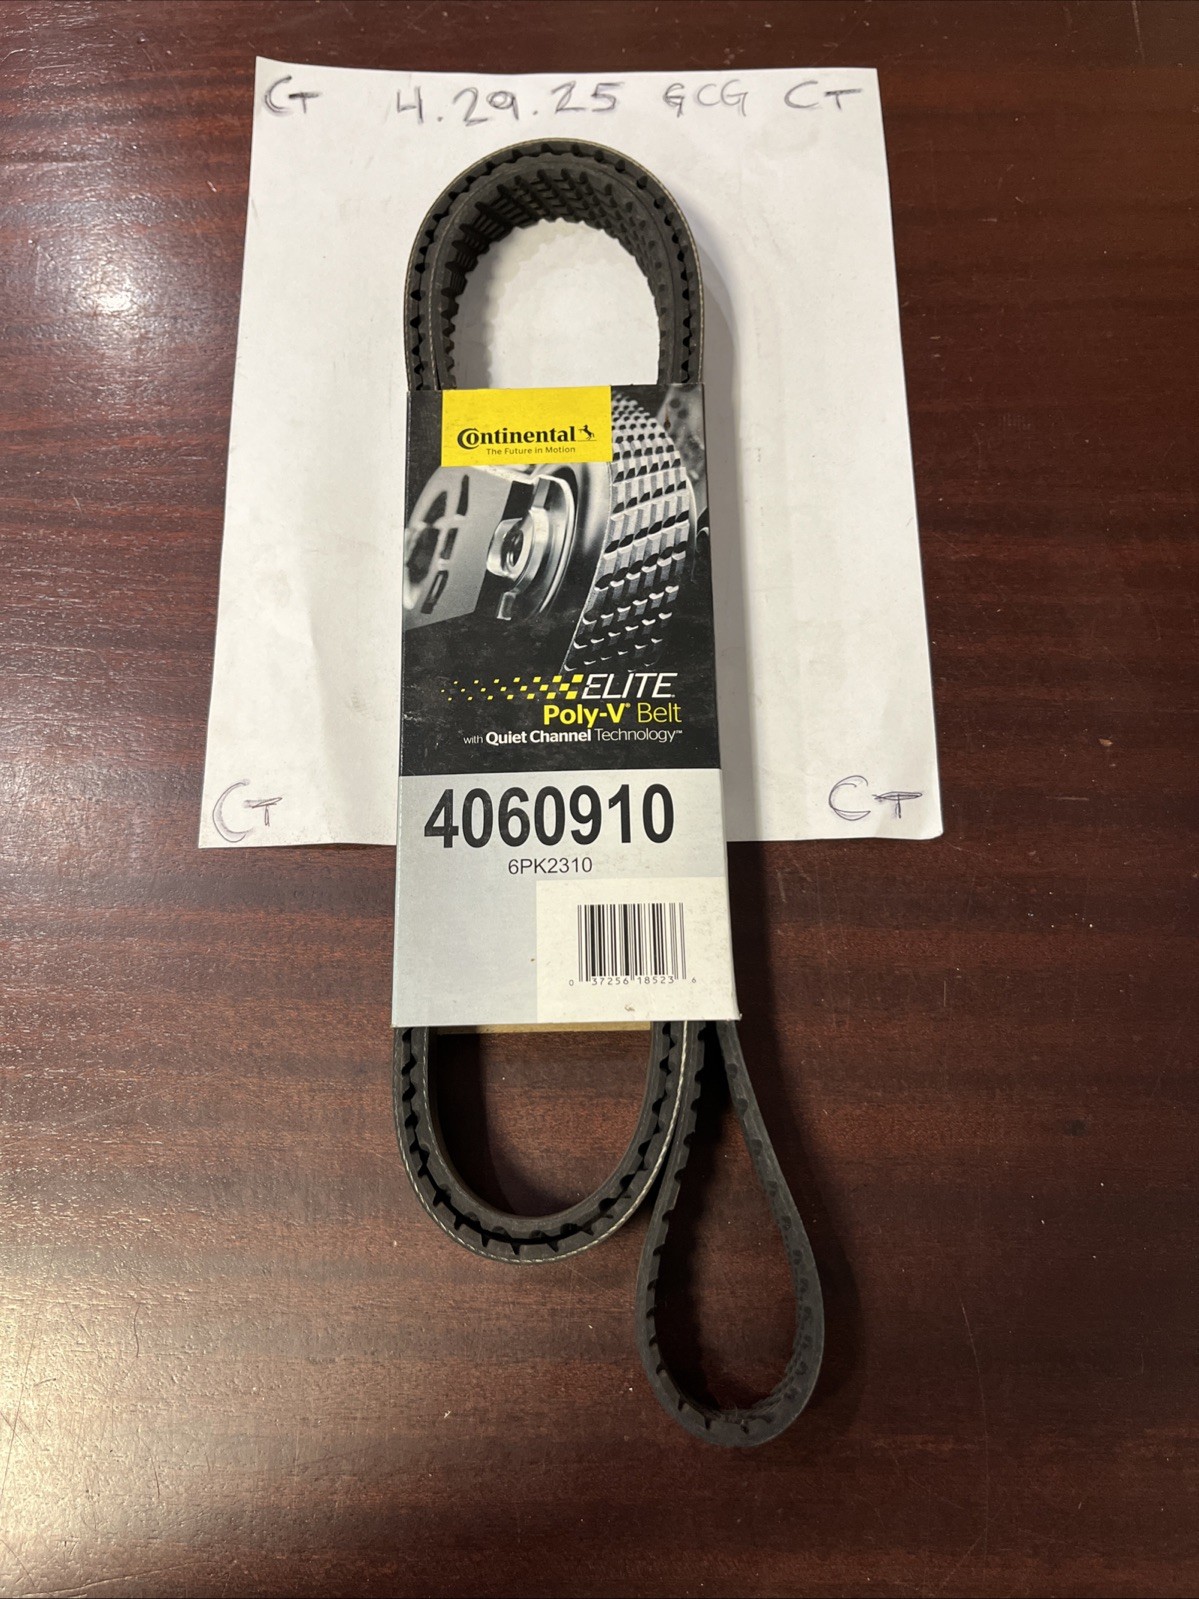 CT 4.29.25 GCG CT
Continental
The Future in Motion
ELITE
Poly-V® Belt
with Quiet Channel Technology™
CT CT
4060910
6PK2310
0 37256 18523 6